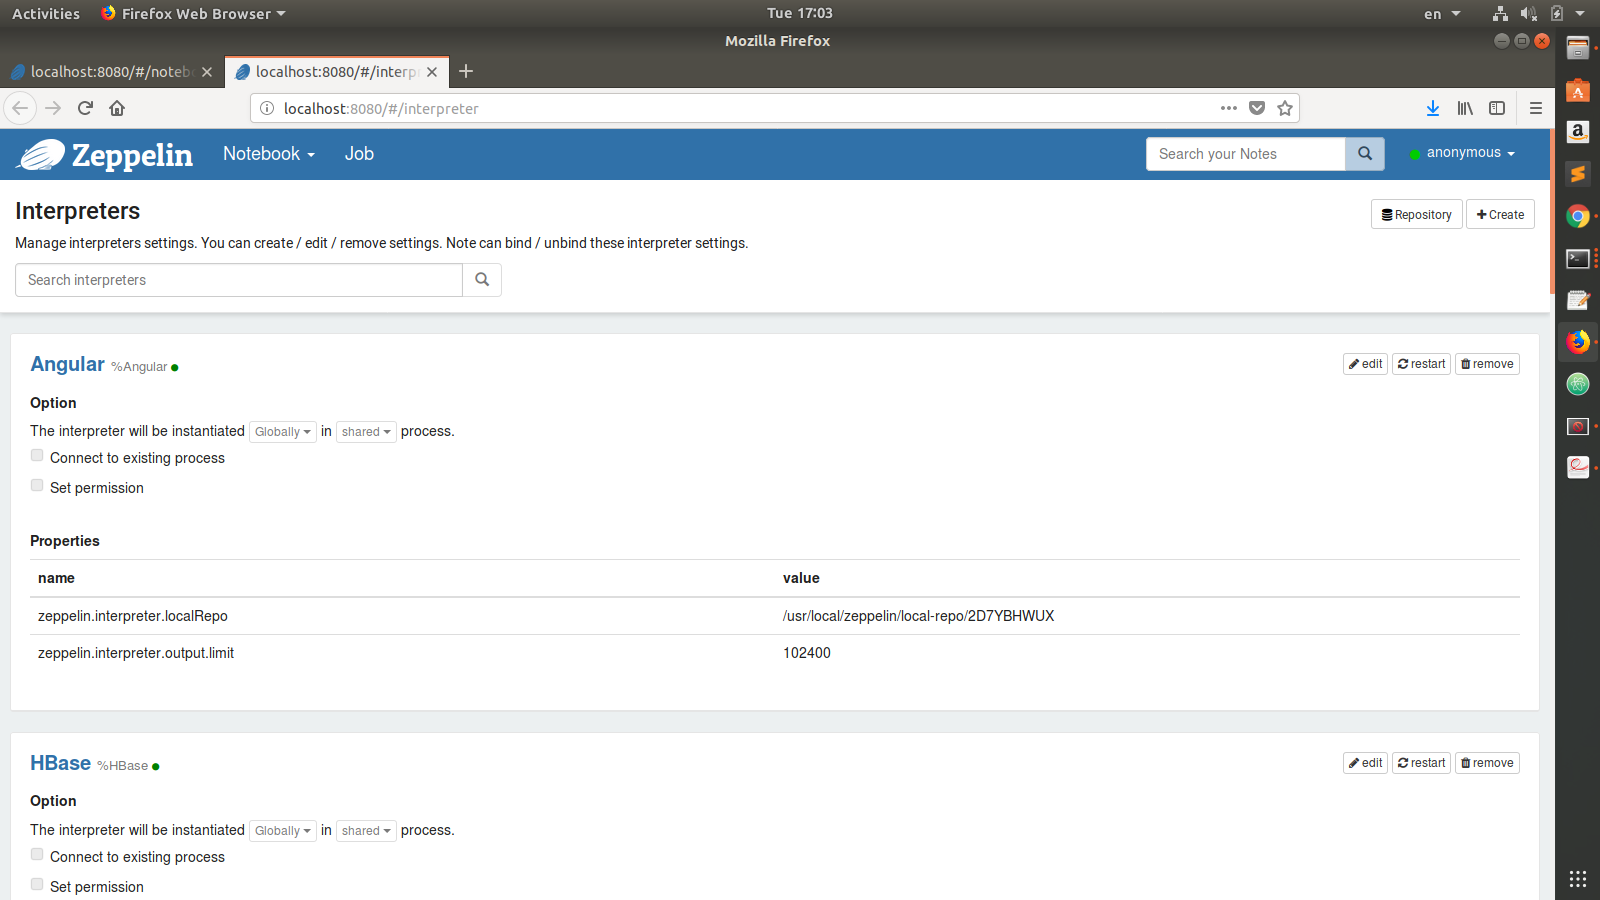 Activities Firefox Web Browser Tue 17:03 en
Mozilla Firefox
localhost:8080/#/noteb localhost:8080/#/interp
localhost:8080/#/interpreter
Zeppelin Notebook Job Search your Notes anonymous
Interpreters
Repository Create
Manage interpreters settings. You can create / edit / remove settings. Note can bind / unbind these interpreter settings.
Search interpreters
Angular %Angular edit restart remove
Option
The interpreter will be instantiated Globally in shared process.
Connect to existing process
Set permission
Properties
name value
zeppelin.interpreter.localRepo /usr/local/zeppelin/local-repo/2D7YBHWUX
zeppelin.interpreter.output.limit 102400
HBase %HBase edit restart remove
Option
The interpreter will be instantiated Globally in shared process.
Connect to existing process
Set permission